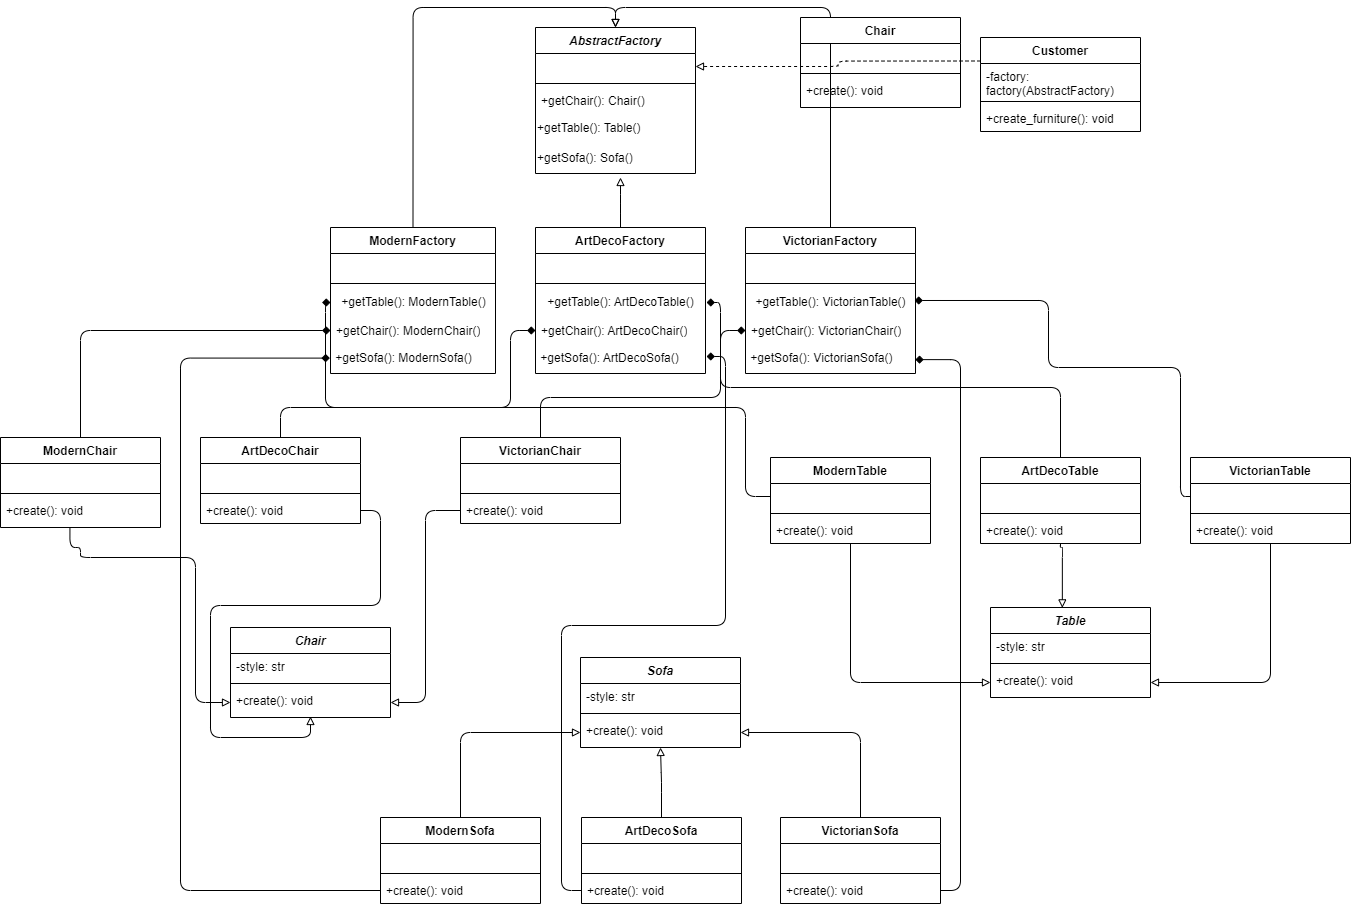 AbstractFactory
+getChair(): Chair()
+getTable(): Table()
+getSofa(): Sofa()
Chair
+create(): void
Customer
-factory:
factory(AbstractFactory)
+create_furniture(): void
ModernFactory
+getTable(): ModernTable()
+getChair(): ModernChair()
+getSofa(): ModernSofa()
ArtDecoFactory
+getTable(): ArtDecoTable()
+getChair(): ArtDecoChair()
+getSofa(): ArtDecoSofa()
VictorianFactory
+getTable(): VictorianTable()
+getChair(): VictorianChair()
+getSofa(): VictorianSofa()
ModernChair
+create(): void
ArtDecoChair
+create(): void
VictorianChair
+create(): void
ModernTable
+create(): void
ArtDecoTable
+create(): void
VictorianTable
+create(): void
Chair
-style: str
+create(): void
Sofa
-style: str
+create(): void
Table
-style: str
+create(): void
ModernSofa
+create(): void
ArtDecoSofa
+create(): void
VictorianSofa
+create(): void